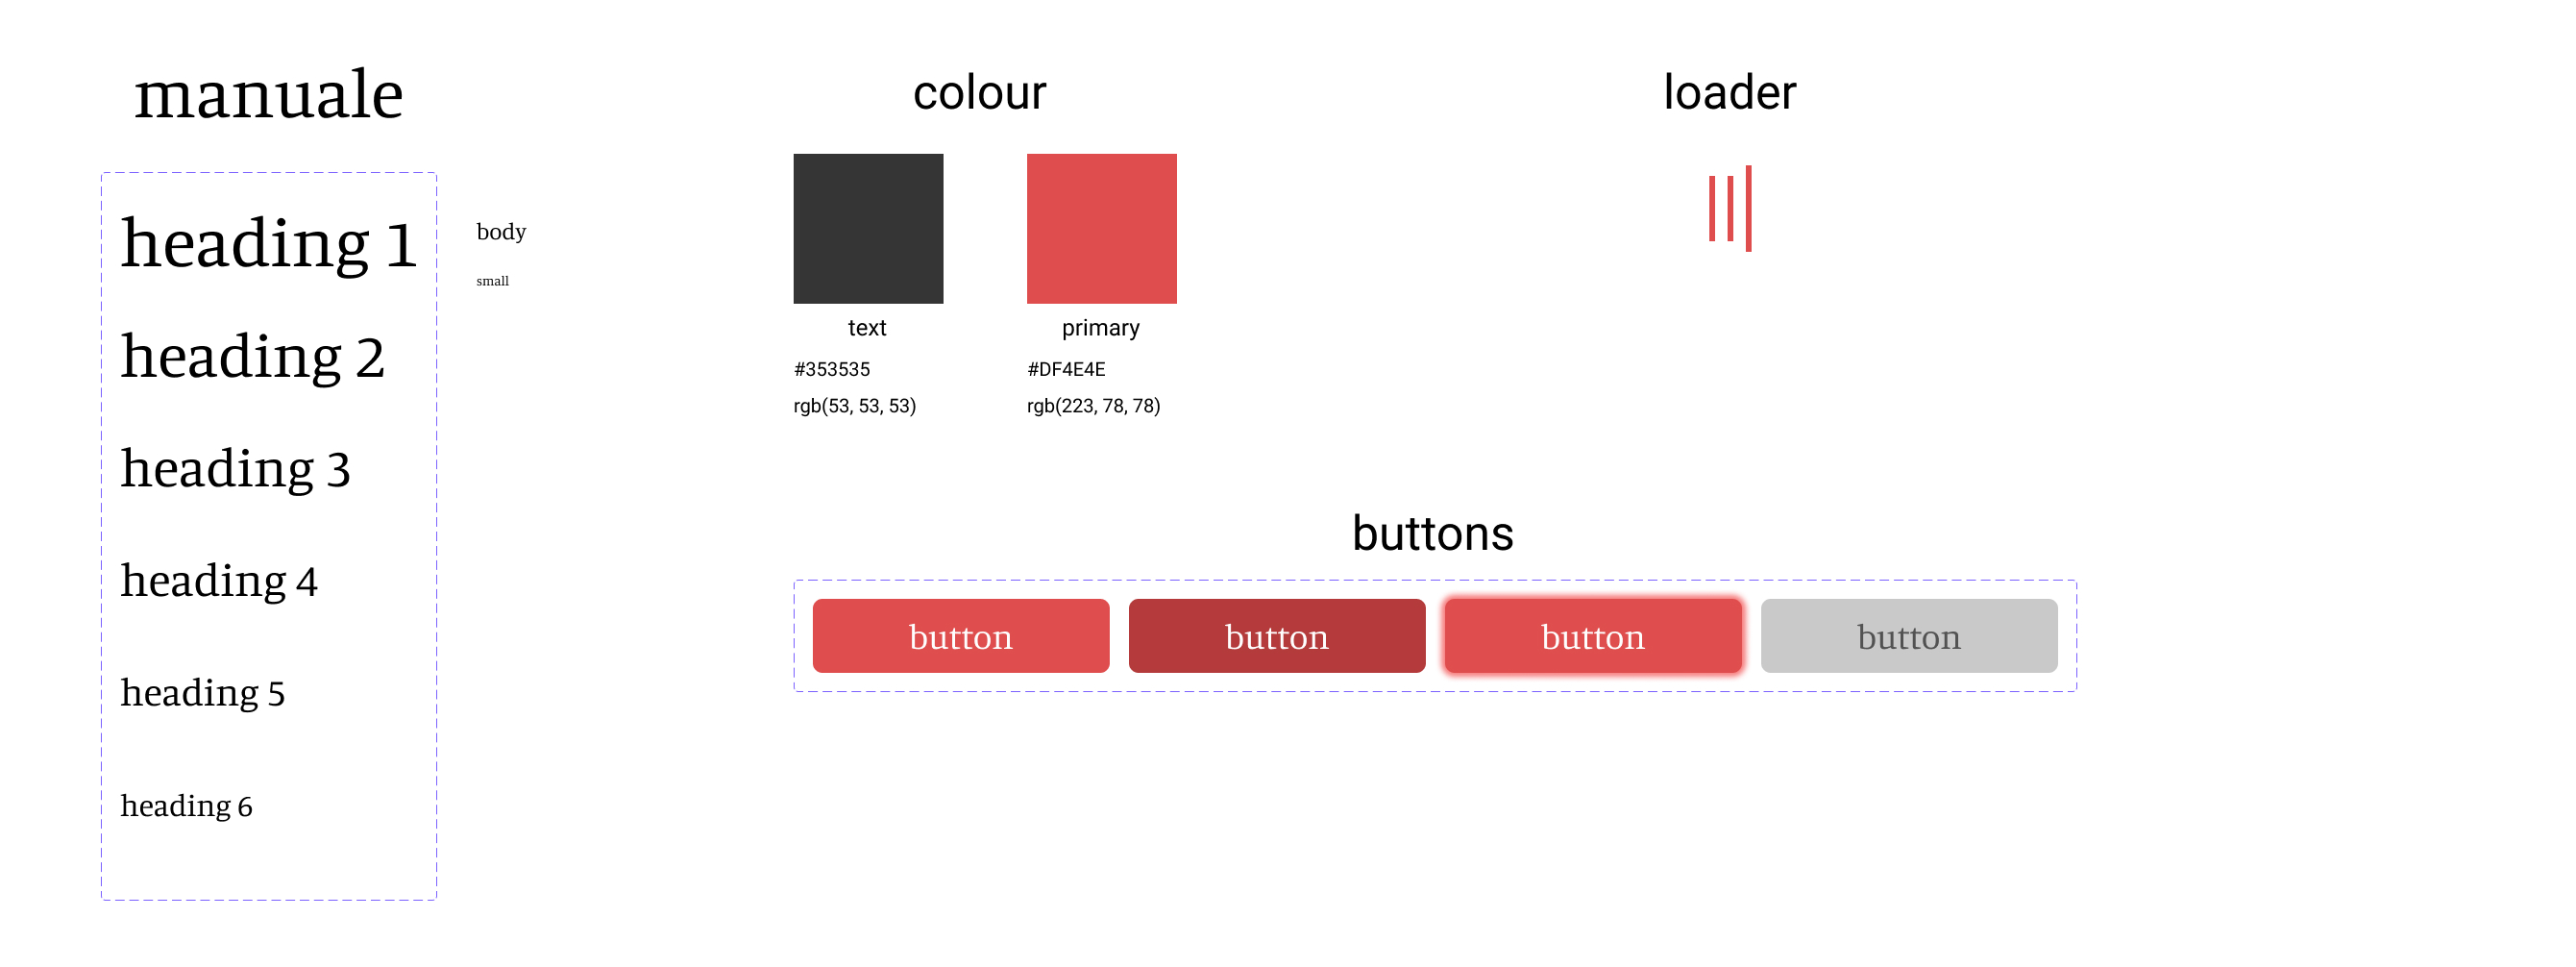 manuale
heading 1
heading 2
heading 3
heading 4
heading 5
heading 6
body
small
colour
text
#353535
rgb(53, 53, 53)
primary
#DF4E4E
rgb(223, 78, 78)
loader
buttons
button
button
button
button